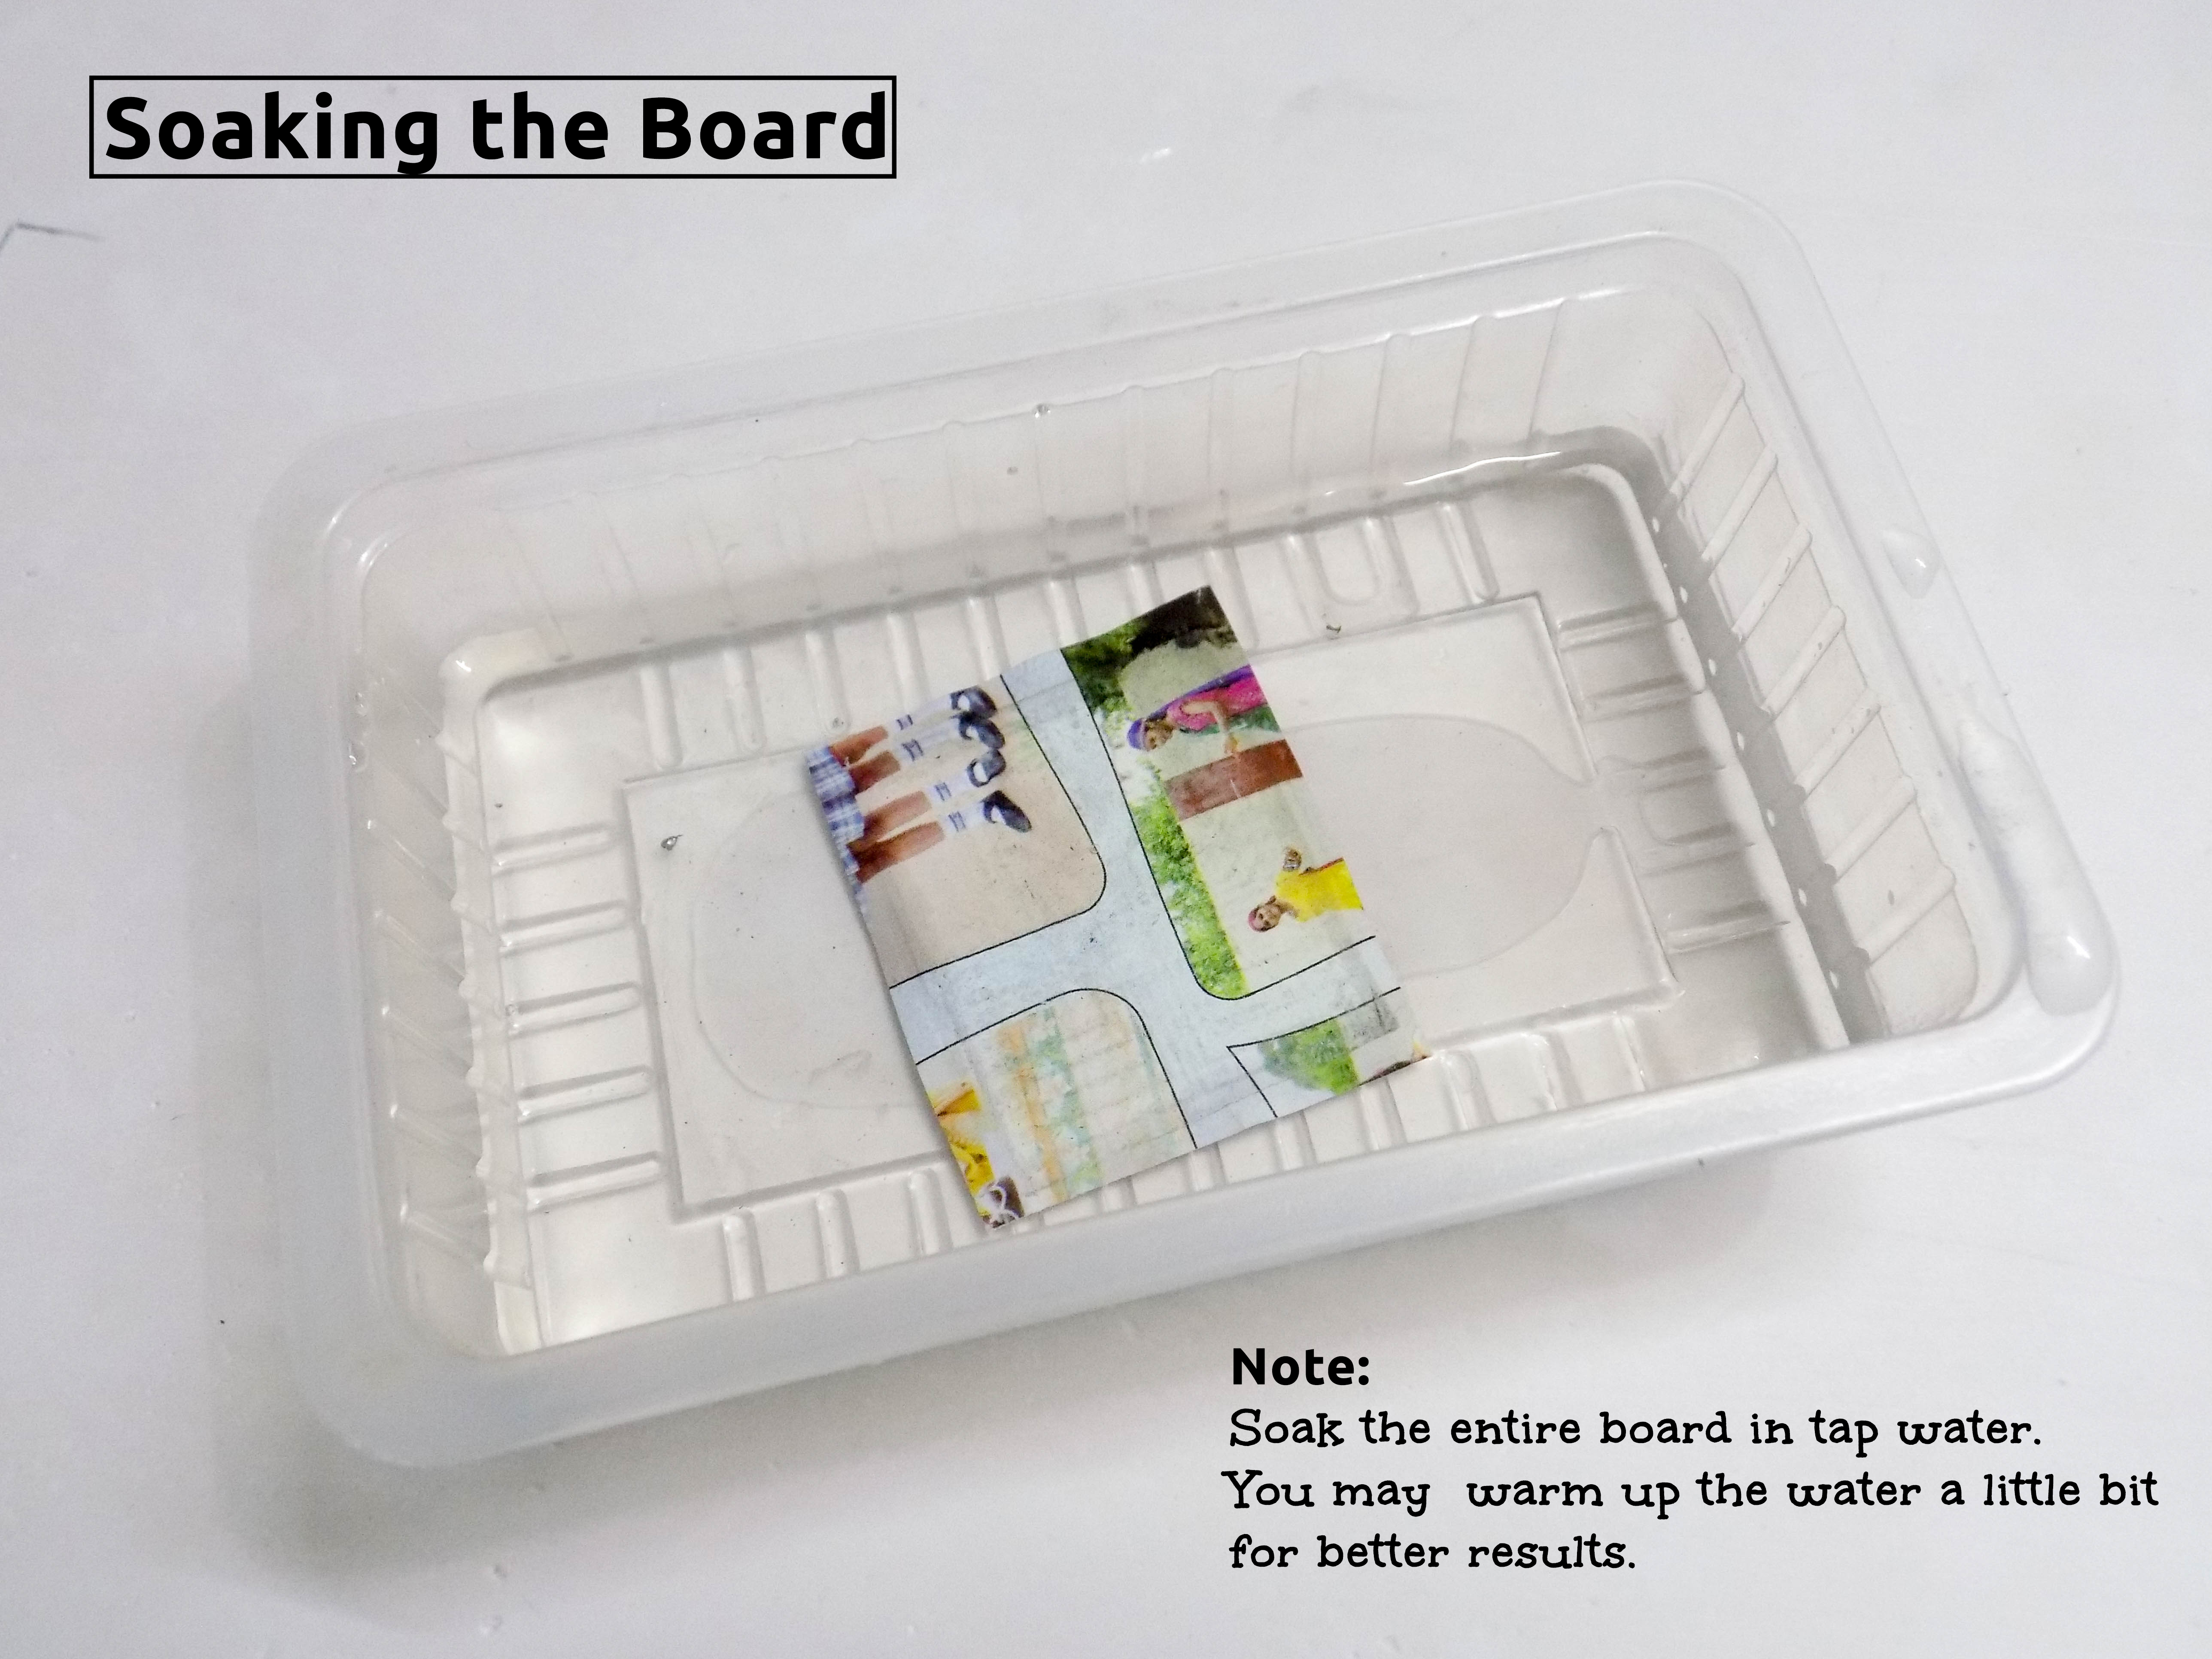 Soaking the Board
Note:
Soak the entire board in tap water.
You may  warm up the water a little bit
for better results.